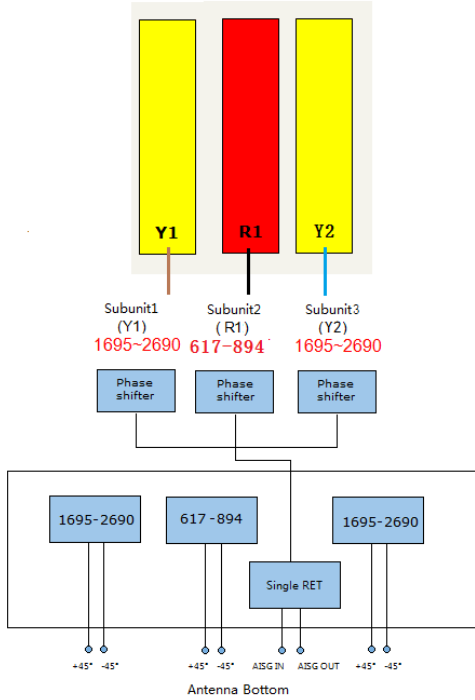 Y1 R1 Y2
Subunit1 Subunit2 Subunit3
(Y1) ( R1) (Y2)
1695~2690 617-894 1695~2690
Phase Phase Phase
shifter shifter shifter
1695-2690 617 -894 1695-2690
Single RET
+45° -45° +45° -45° AISG IN AISG OUT +45° -45°
Antenna Bottom